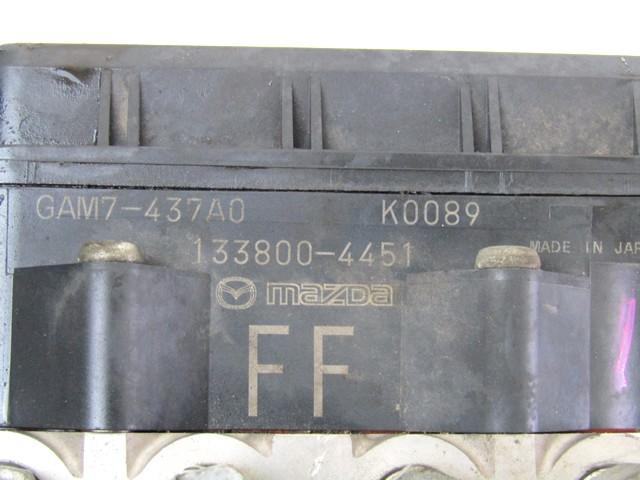 GAM7-437A0 K0089
133800-4451
MADE IN JAP
mazda
FF